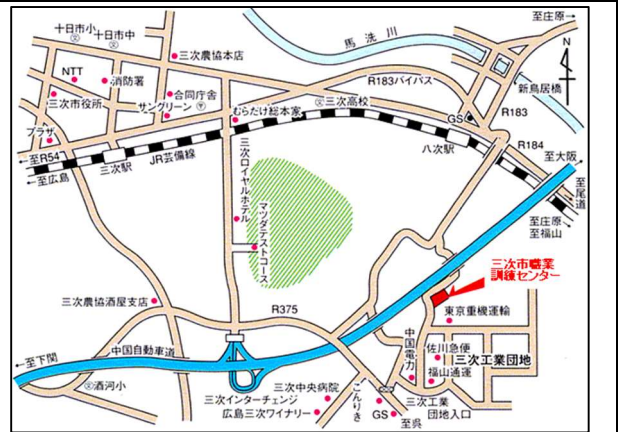 十日市小
十日市中
三次農協本店
NTT
消防署
三次市役所
合同庁舎
サングリーン
プラザ
むらたけ総本家
三次高校
馬洗川
R183バイパス
至庄原→
N
新鳥居橋
GS
R183
R184
至大阪
至尾道
至庄原
至福山
八次駅
←至R54
←至広島
三次駅
JR芸備線
三次ロイヤルホテル
マツダテストコース
三次市職業
訓練センター
東京重機運輸
三次農協酒屋支店
R375
中国自動車道
←至下関
酒河小
三次インターチェンジ
三次中央病院
広島三次ワイナリー
こんりき
GS
至呉
中国電力
佐川急便
福山通運
三次工業団地
三次工業
団地入口